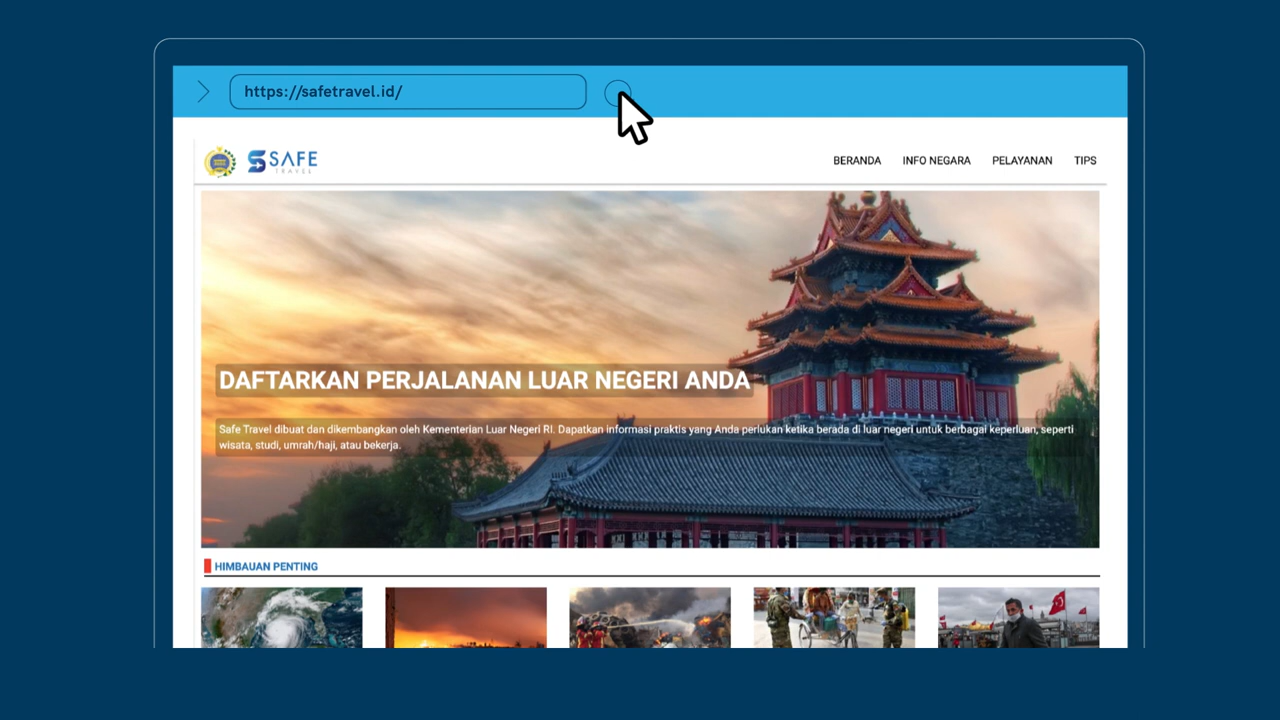 https://safetravel.id/
SAFE
TRAVEL
BERANDA INFO NEGARA PELAYANAN TIPS
DAFTARKAN PERJALANAN LUAR NEGERI ANDA
Safe Travel dibuat dan dikembangkan oleh Kementerian Luar Negeri RI. Dapatkan informasi praktis yang Anda perlukan ketika berada di luar negeri untuk berbagai keperluan, seperti
wisata, studi, umrah/haji, atau bekerja.
HIMBAUAN PENTING